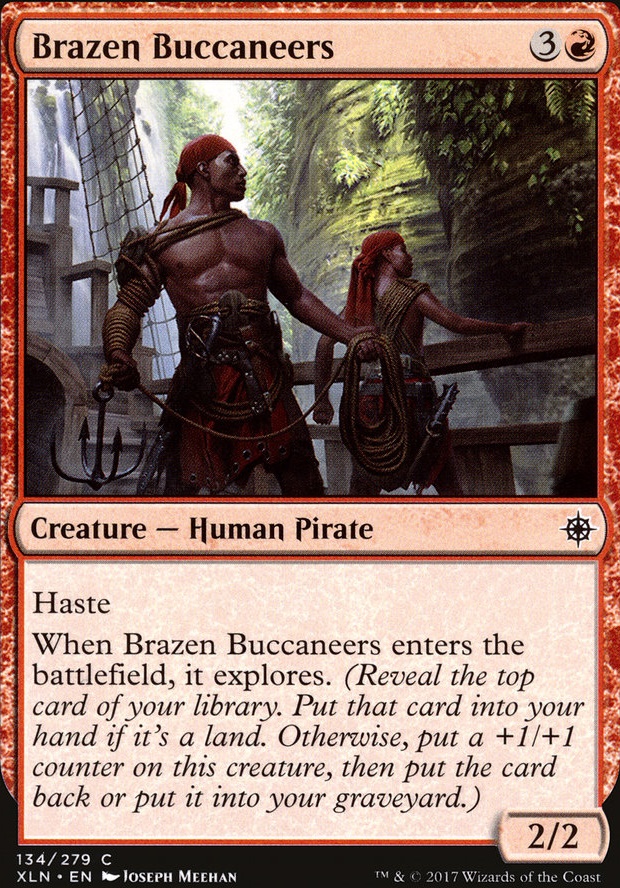 Brazen Buccaneers 3
Creature — Human Pirate
Haste
When Brazen Buccaneers enters the
battlefield, it explores. (Reveal the top
card of your library. Put that card into your
hand if it's a land. Otherwise, put a +1/+1
counter on this creature, then put the card
back or put it into your graveyard.)
2/2
134/279 C
XLN • EN JOSEPH MEEHAN
™ & © 2017 Wizards of the Coast